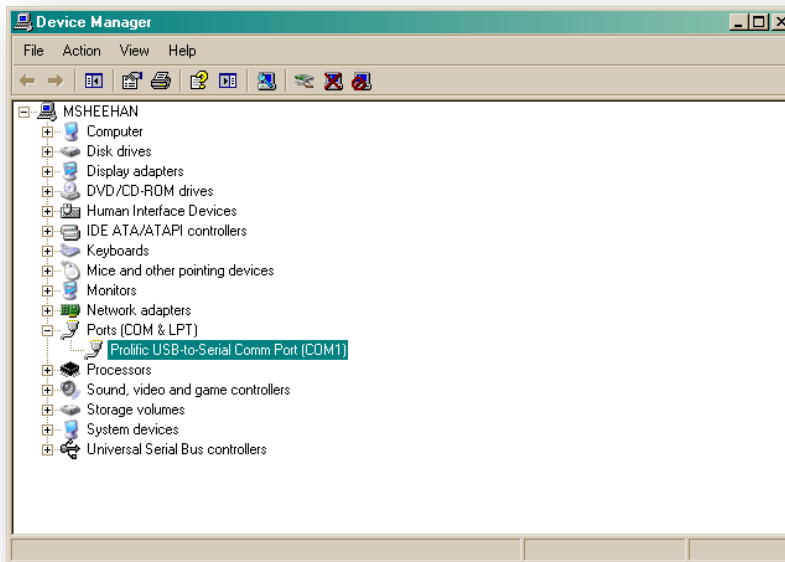 Device Manager
File Action View Help
MSHEEHAN
Computer
Disk drives
Display adapters
DVD/CD-ROM drives
Human Interface Devices
IDE ATA/ATAPI controllers
Keyboards
Mice and other pointing devices
Monitors
Network adapters
Ports (COM & LPT)
Prolific USB-to-Serial Comm Port (COM1)
Processors
Sound, video and game controllers
Storage volumes
System devices
Universal Serial Bus controllers